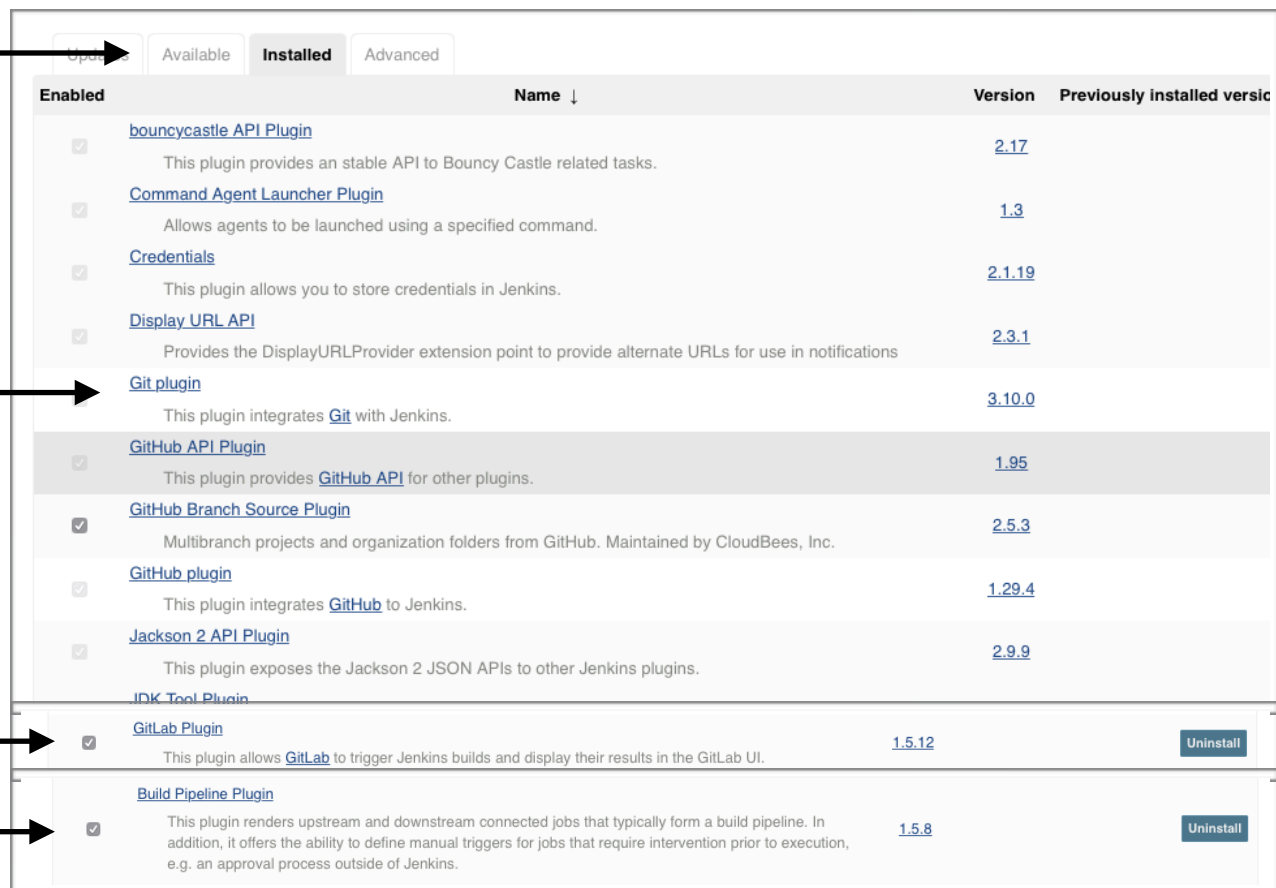 Updates Available Installed Advanced
Enabled Name ↓ Version Previously installed versio
bouncycastle API Plugin
This plugin provides an stable API to Bouncy Castle related tasks.
2.17
Command Agent Launcher Plugin
Allows agents to be launched using a specified command.
1.3
Credentials
This plugin allows you to store credentials in Jenkins.
2.1.19
Display URL API
Provides the DisplayURLProvider extension point to provide alternate URLs for use in notifications
2.3.1
Git plugin
This plugin integrates Git with Jenkins.
3.10.0
GitHub API Plugin
This plugin provides GitHub API for other plugins.
1.95
GitHub Branch Source Plugin
Multibranch projects and organization folders from GitHub. Maintained by CloudBees, Inc.
2.5.3
GitHub plugin
This plugin integrates GitHub to Jenkins.
1.29.4
Jackson 2 API Plugin
This plugin exposes the Jackson 2 JSON APIs to other Jenkins plugins.
2.9.9
JDK Tool Plugin
GitLab Plugin
This plugin allows GitLab to trigger Jenkins builds and display their results in the GitLab UI.
1.5.12
Uninstall
Build Pipeline Plugin
This plugin renders upstream and downstream connected jobs that typically form a build pipeline. In
addition, it offers the ability to define manual triggers for jobs that require intervention prior to execution,
e.g. an approval process outside of Jenkins.
1.5.8
Uninstall